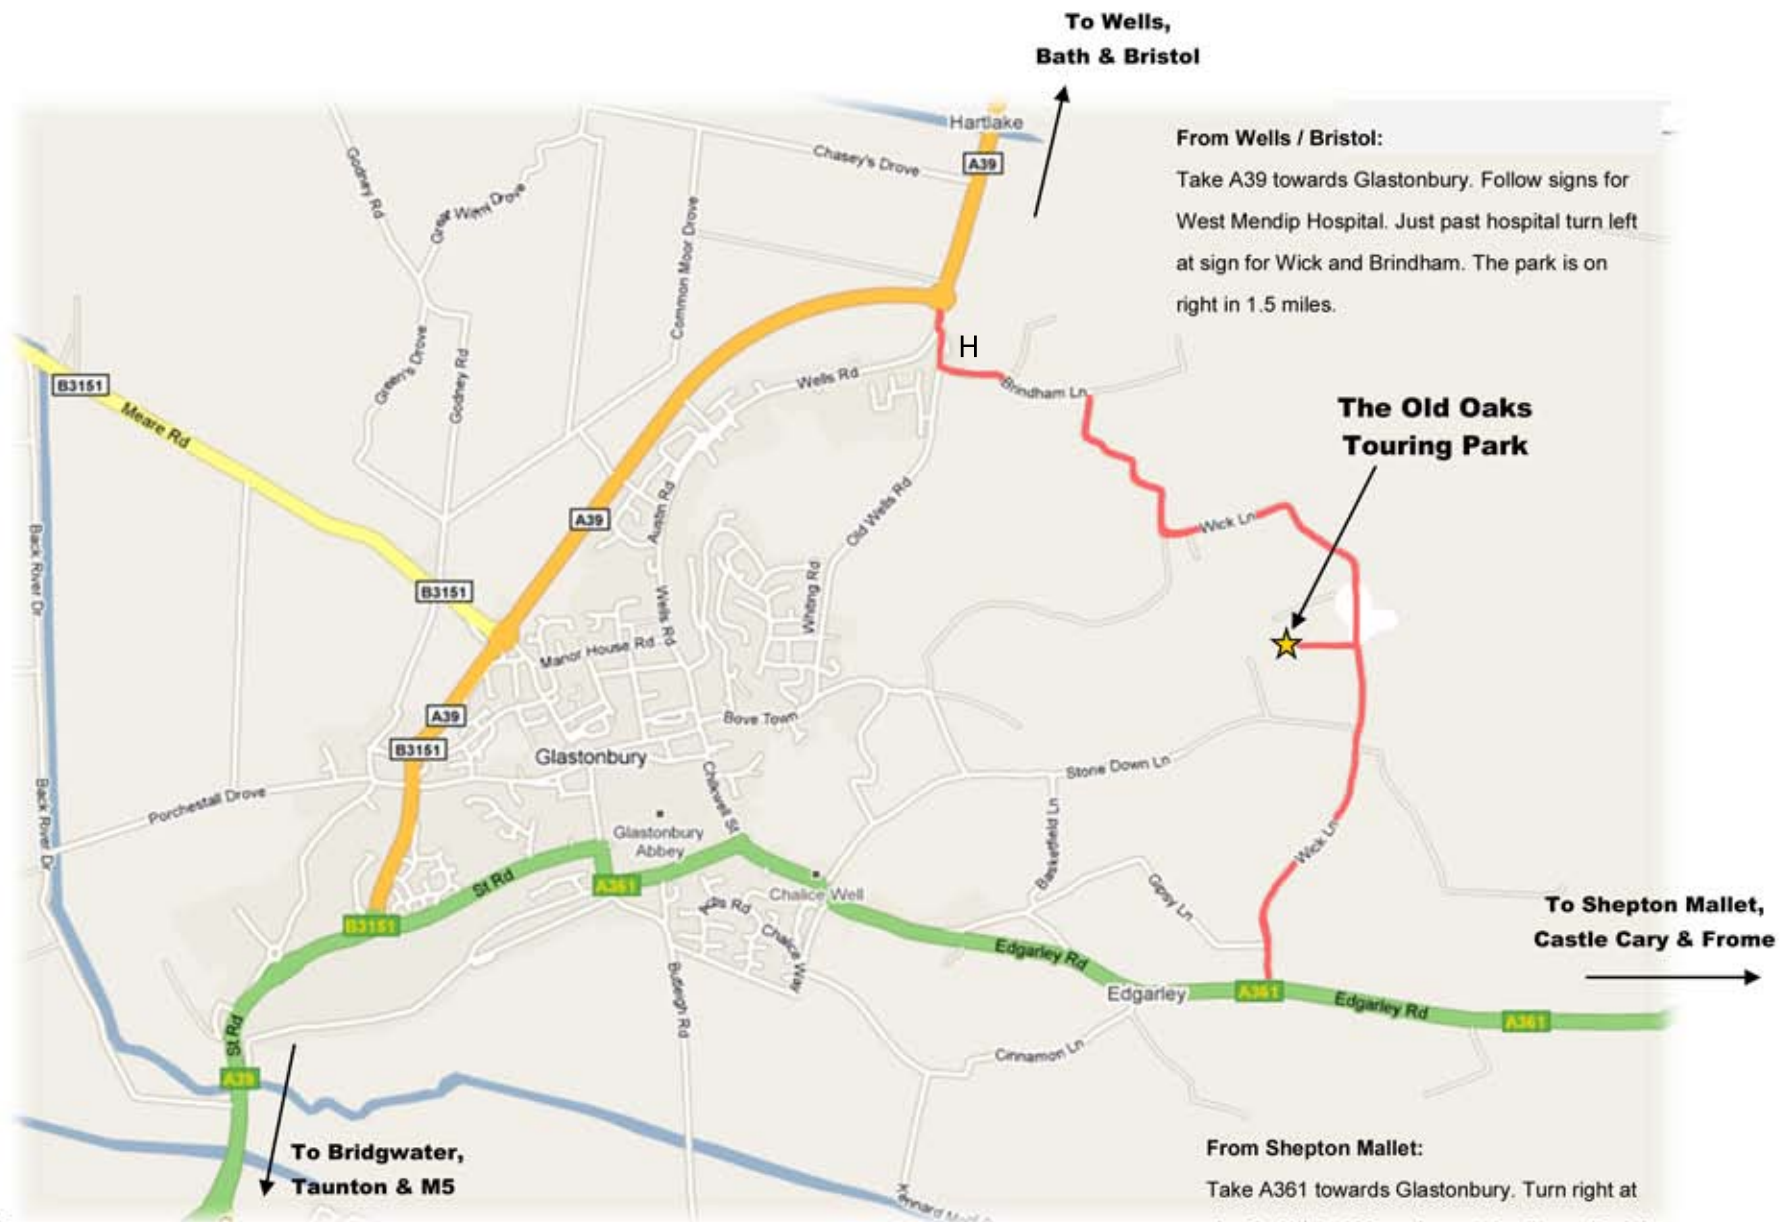 To Wells,
Bath & Bristol
Hartlake
A39
From Wells / Bristol:
Take A39 towards Glastonbury. Follow signs for
West Mendip Hospital. Just past hospital turn left
at sign for Wick and Brindham. The park is on
right in 1.5 miles.
Chasey's Drove
Godney Rd
Common Moor Drove
Green's Drove
Godney Rd
H
Wells Rd
Brindham Ln
B3151
Meare Rd
The Old Oaks
Touring Park
A39
Austin Rd
Old Wells Rd
Wick Ln
Back River Dr
B3151
Whiting Rd
Wells Rd
Manor House Rd
A39
Bove Town
B3151
Glastonbury
Stone Down Ln
Chilkwell St
Porchestall Drove
Back River Dr
Glastonbury
Abbey
Basketfield Ln
Wick Ln
St Rd
A361
Chalice Well
Gipsy Ln
To Shepton Mallet,
Castle Cary & Frome
B3151
Rd
Chalice Way
Edgarley Rd
Edgarley
A361
Edgarley Rd
A361
Butleigh Rd
St Rd
Cinnamon Ln
A39
To Bridgwater,
Taunton & M5
From Shepton Mallet:
Take A361 towards Glastonbury. Turn right at
Kennard